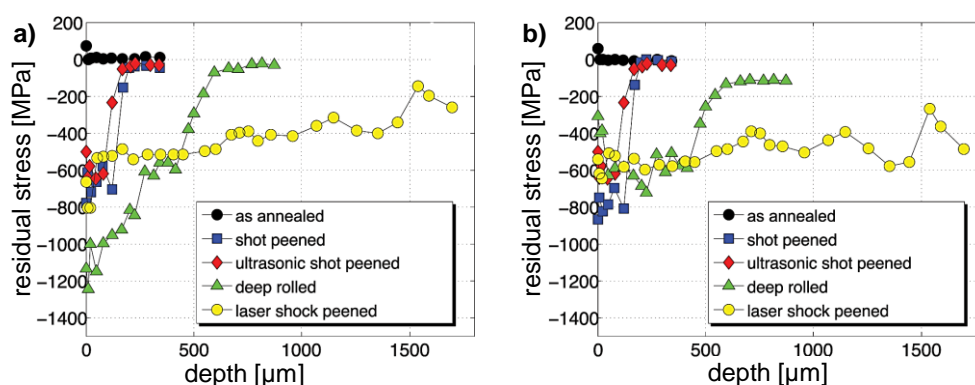 a)
residual stress [MPa]
200
0
−200
−400
−600
−800
−1000
−1200
−1400
as annealed
shot peened
ultrasonic shot peened
deep rolled
laser shock peened
0
500
1000
1500
depth [µm]
b)
residual stress [MPa]
200
0
−200
−400
−600
−800
−1000
−1200
−1400
as annealed
shot peened
ultrasonic shot peened
deep rolled
laser shock peened
0
500
1000
1500
depth [µm]